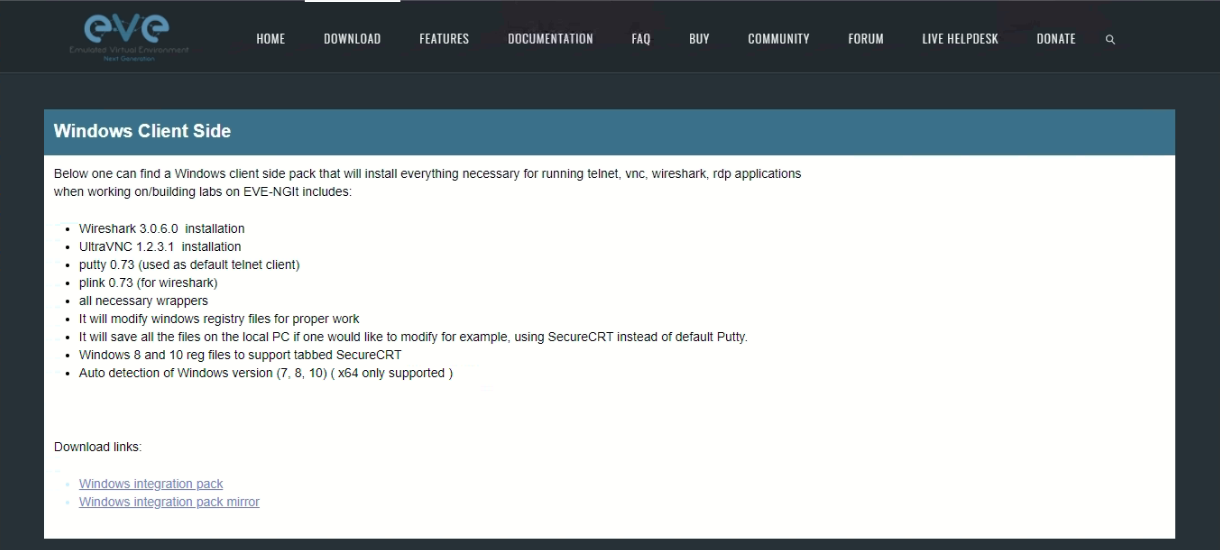 eve
Emulated Virtual Environment
Next Generation
HOME DOWNLOAD FEATURES DOCUMENTATION FAQ BUY COMMUNITY FORUM LIVE HELPDESK DONATE
Windows Client Side
Below one can find a Windows client side pack that will install everything necessary for running telnet, vnc, wireshark, rdp applications
when working on/building labs on EVE-NGIt includes:
• Wireshark 3.0.6.0 installation
• UltraVNC 1.2.3.1 installation
• putty 0.73 (used as default telnet client)
• plink 0.73 (for wireshark)
• all necessary wrappers
• It will modify windows registry files for proper work
• It will save all the files on the local PC if one would like to modify for example, using SecureCRT instead of default Putty.
• Windows 8 and 10 reg files to support tabbed SecureCRT
• Auto detection of Windows version (7, 8, 10) ( x64 only supported )
Download links:
• Windows integration pack
• Windows integration pack mirror